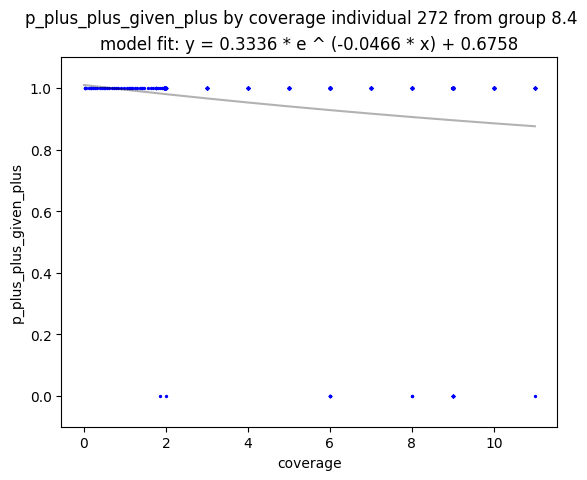 p_plus_plus_given_plus by coverage individual 272 from group 8.4
model fit: y = 0.3336 * e ^ (-0.0466 * x) + 0.6758
p_plus_plus_given_plus
1.0
0.8
0.6
0.4
0.2
0.0
0 2 4 6 8 10
coverage